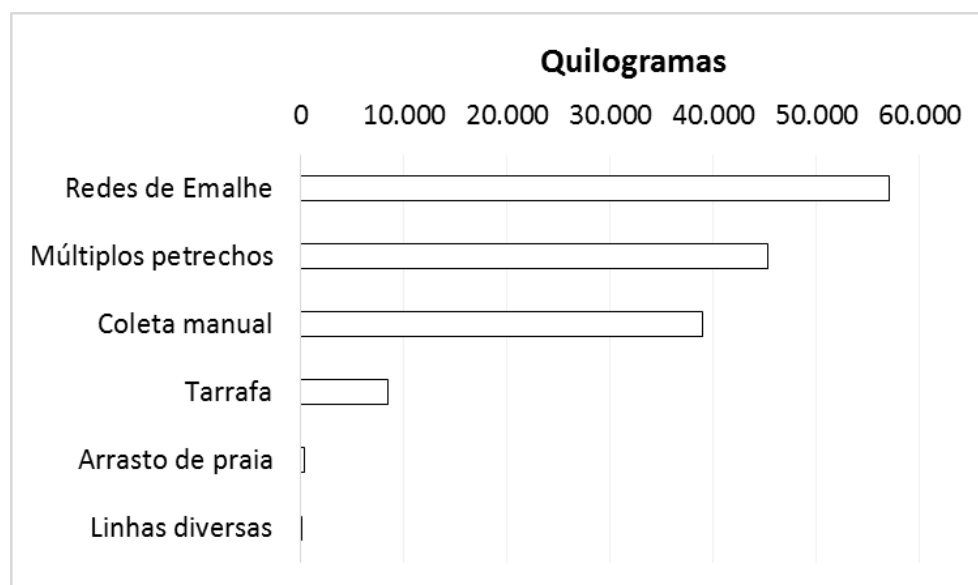 Quilogramas
0 10.000 20.000 30.000 40.000 50.000 60.000
Redes de Emalhe
Múltiplos petrechos
Coleta manual
Tarrafa
Arrasto de praia
Linhas diversas